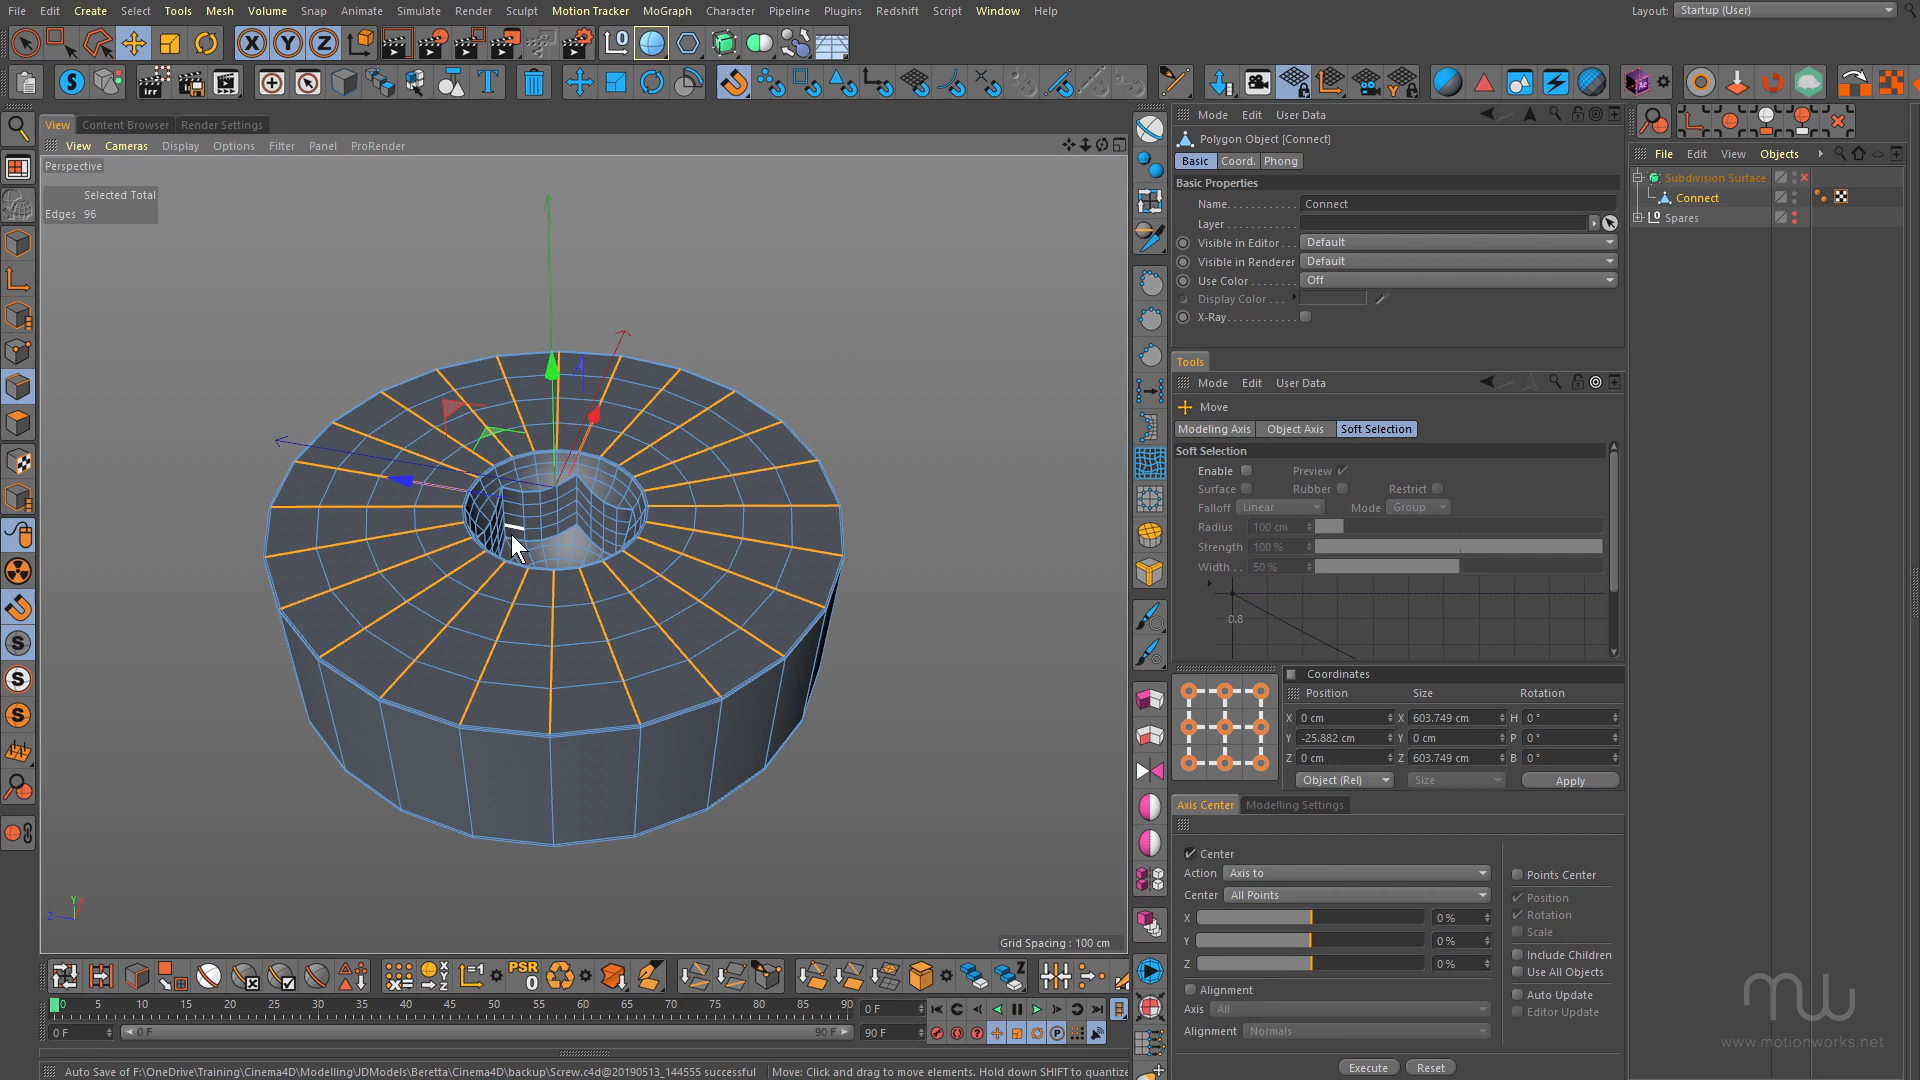 File Edit Create Select Tools Mesh Volume Snap Animate Simulate Render Sculpt Motion Tracker MoGraph Character Pipeline Plugins Redshift Script Window Help
Layout: Startup (User)
View Content Browser Render Settings
View Cameras Display Options Filter Panel ProRender
Perspective
Selected Total
Edges 96
Grid Spacing : 100 cm
Mode Edit User Data
Polygon Object [Connect]
Basic Coord. Phong
Basic Properties
Name Connect
Layer
Visible in Editor Default
Visible in Renderer Default
Use Color Off
Display Color
X-Ray
Tools
Mode Edit User Data
Move
Modeling Axis Object Axis Soft Selection
Soft Selection
Enable Preview
Surface Rubber Restrict
Falloff Linear Mode Group
Radius 100 cm
Strength 100 %
Width 50 %
0.8
Coordinates
Position Size Rotation
X 0 cm X 603.749 cm H 0 °
Y -25.882 cm Y 0 cm P 0 °
Z 0 cm Z 603.749 cm B 0 °
Object (Rel) Size Apply
Axis Center Modelling Settings
Center
Action Axis to
Center All Points
X 0 %
Y 0 %
Z 0 %
Points Center
Position
Rotation
Scale
Include Children
Use All Objects
Auto Update
Editor Update
Alignment
Axis All
Alignment Normals
Execute Reset
File Edit View Objects
Subdivision Surface
Connect
Spares
PSR
0
0 5 10 15 20 25 30 35 40 45 50 55 60 65 70 75 80 85 90 0 F
0 F 0 F 90 F 90 F
Auto Save of F:\OneDrive\Training\Cinema4D\Modelling\JDModels\Beretta\Cinema4D\backup\Screw.c4d@20190513_144555 successful Move: Click and drag to move elements. Hold down SHIFT to quantize
mw
www.motionworks.net